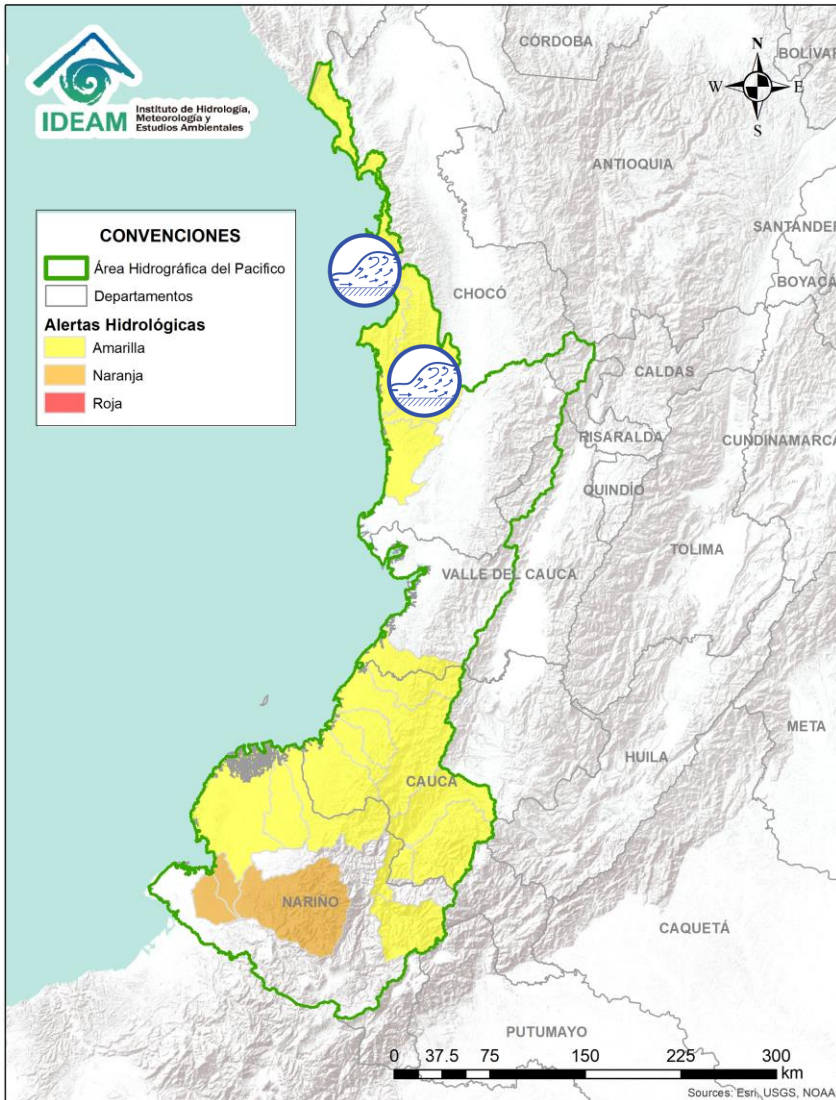 IDEAM
Instituto de Hidrología,
Meteorología y
Estudios Ambientales
CÓRDOBA
BOLÍVAR
N
W E
S
ANTIOQUIA
SANTANDER
BOYACÁ
CONVENCIONES
Área Hidrográfica del Pacifico
Departamentos
Alertas Hidrológicas
Amarilla
Naranja
Roja
CHOCÓ
CALDAS
RISARALDA
CUNDINAMARCA
QUINDÍO
TOLIMA
VALLE DEL CAUCA
META
HUILA
CAUCA
NARIÑO
CAQUETÁ
PUTUMAYO
0 37.5 75 150 225 300
km
Sources: Esri, USGS, NOAA